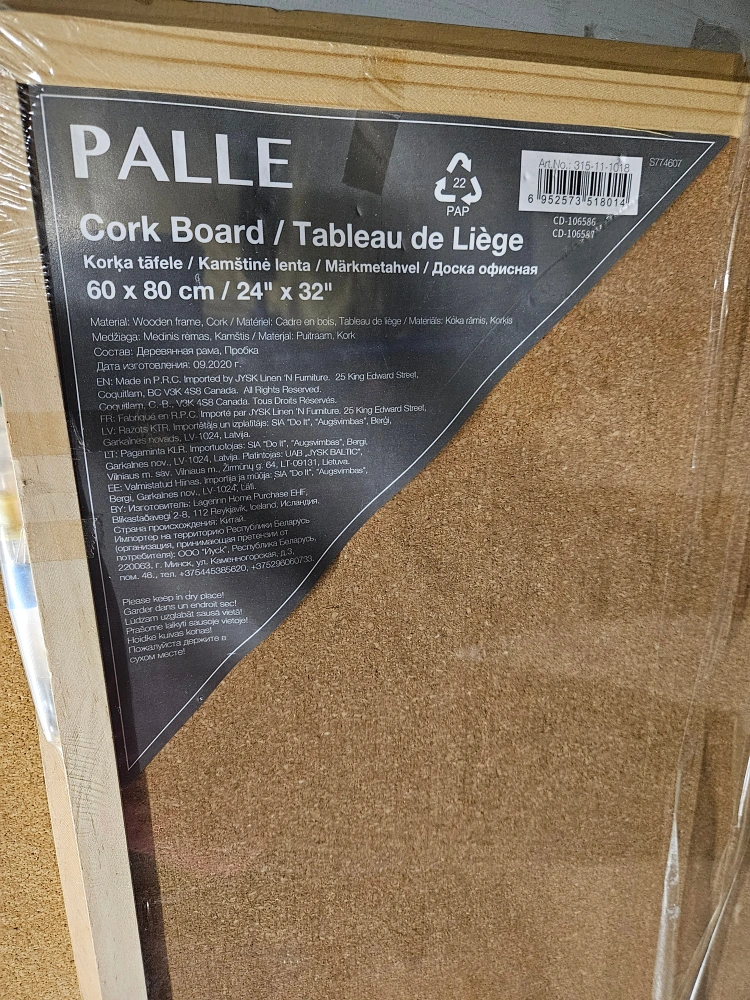 PALLE
22
PAP
Art.No.: 315-11-1018
6 952573 518014
S774607
CD-106586
CD-106587
Cork Board / Tableau de Liège
Korķa tāfele / Kamštinė lenta / Märkmetahvel / Доска офисная
60 x 80 cm / 24" x 32"
Material: Wooden frame, Cork / Matériel: Cadre en bois, Tableau de liège / Materiāls: Koka rāmis, Korķis
Medžiaga: Medinis rėmas, Kamštis / Materjal: Puitraam, Kork
Состав: Деревянная рама, Пробка
Дата изготовления: 09.2020 г.
EN: Made in P.R.C. Imported by JYSK Linen 'N Furniture. 25 King Edward Street,
Coquitlam, BC V3K 4S8 Canada. All Rights Reserved.
Coquitlam, C.-B., V3K 4S8 Canada. Tous Droits Réservés.
FR: Fabriqué en R.P.C. Importé par JYSK Linen 'N Furniture. 25 King Edward Street,
LV: Ražots ĶTR. Importētājs un izplatītājs: SIA "Do It", "Augsvimbas", Berģi,
Garkalnes novads, LV-1024, Latvija.
LT: Pagaminta KLR. Importuotojas: SIA "Do It", "Augsvimbas", Bergi,
Garkalnes nov., LV-1024, Latvija. Platintojas: UAB „JYSK BALTIC",
Vilniaus m. sav. Vilniaus m., Žirmūnų g. 64, LT-09131, Lietuva.
EE: Valmistatud Hiinas. Importija ja müüja: SIA "Do It", "Augsvimbas",
Bergi, Garkalnes nov., LV-1024, Läti.
BY: Изготовитель: Lagerinn Home Purchase EHF,
Blikastaðavegi 2-8, 112 Reykjavik, Iceland, Исландия.
Страна происхождения: Китай.
Импортер на территорию Республики Беларусь
(организация, принимающая претензии от
потребителя): ООО "Йуск", Республика Беларусь,
220063, г. Минск, ул. Каменногорская, д.3,
пом. 46., тел. +375445385620, +375296060733.
Please keep in dry place!
Garder dans un endroit sec!
Lūdzam uzglabāt sausā vietā!
Prašome laikyti sausoje vietoje!
Hoidke kuivas kohas!
Пожалуйста держите в
сухом месте!